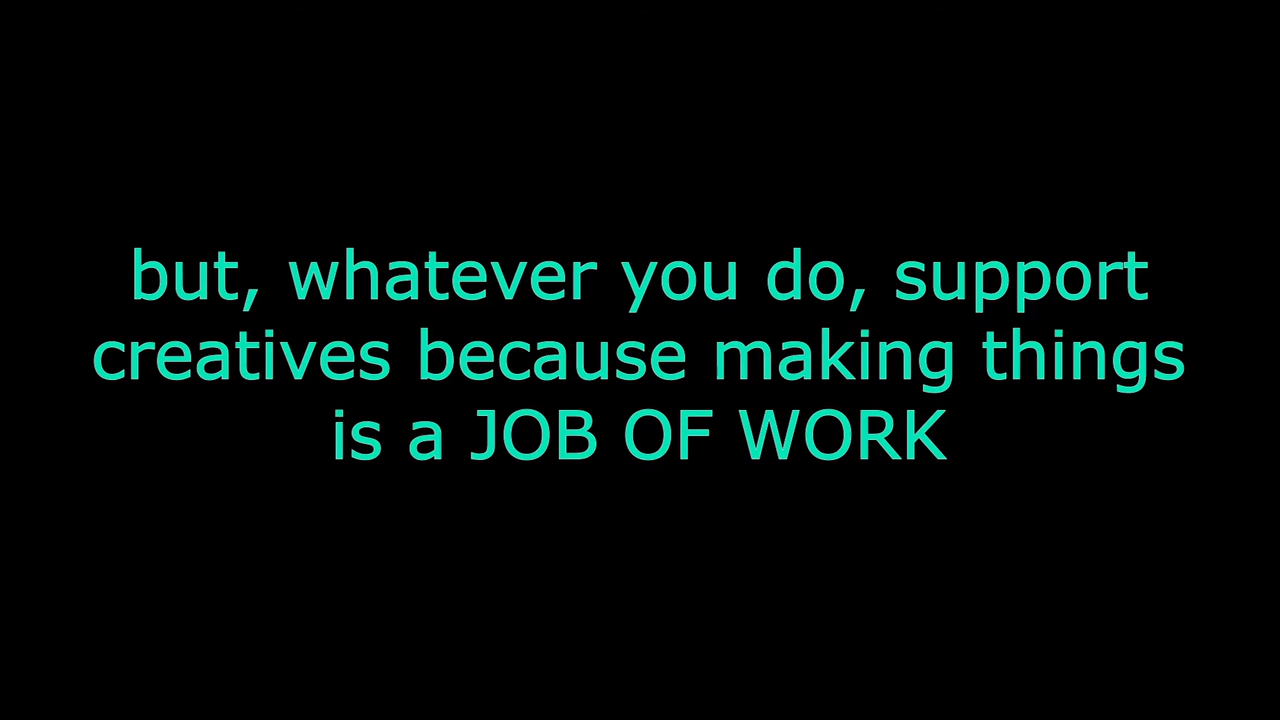 but, whatever you do, support
creatives because making things
is a JOB OF WORK